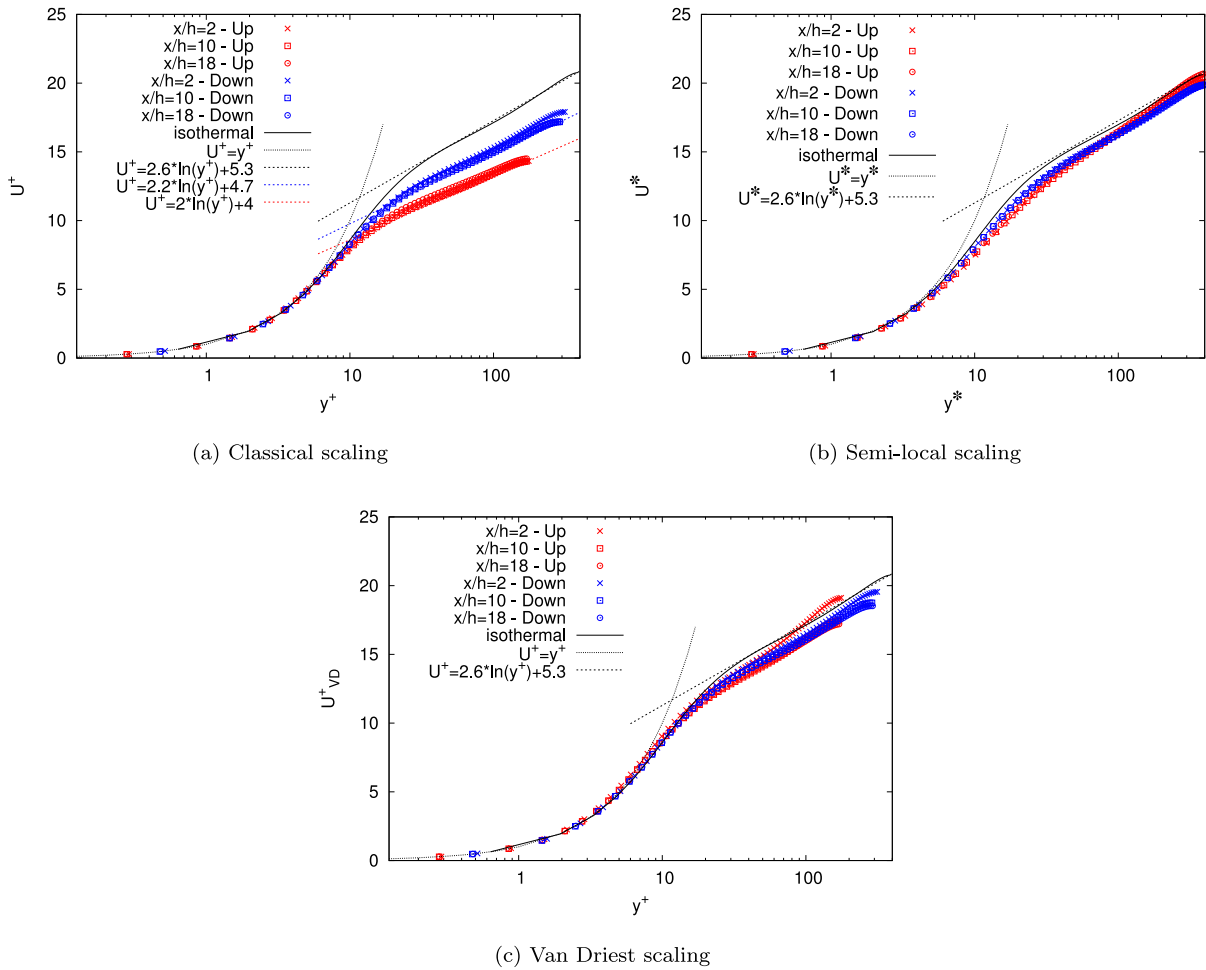 25
20
15
10
5
0
U⁺
x/h=2 - Up
x/h=10 - Up
x/h=18 - Up
x/h=2 - Down
x/h=10 - Down
x/h=18 - Down
isothermal
U⁺=y⁺
U⁺=2.6*ln(y⁺)+5.3
U⁺=2.2*ln(y⁺)+4.7
U⁺=2*ln(y⁺)+4
1 10 100
y⁺
(a) Classical scaling
25
20
15
10
5
0
U*
x/h=2 - Up
x/h=10 - Up
x/h=18 - Up
x/h=2 - Down
x/h=10 - Down
x/h=18 - Down
isothermal
U*=y*
U*=2.6*ln(y*)+5.3
1 10 100
y*
(b) Semi-local scaling
25
20
15
10
5
0
U⁺VD
x/h=2 - Up
x/h=10 - Up
x/h=18 - Up
x/h=2 - Down
x/h=10 - Down
x/h=18 - Down
isothermal
U⁺=y⁺
U⁺=2.6*ln(y⁺)+5.3
1 10 100
y⁺
(c) Van Driest scaling